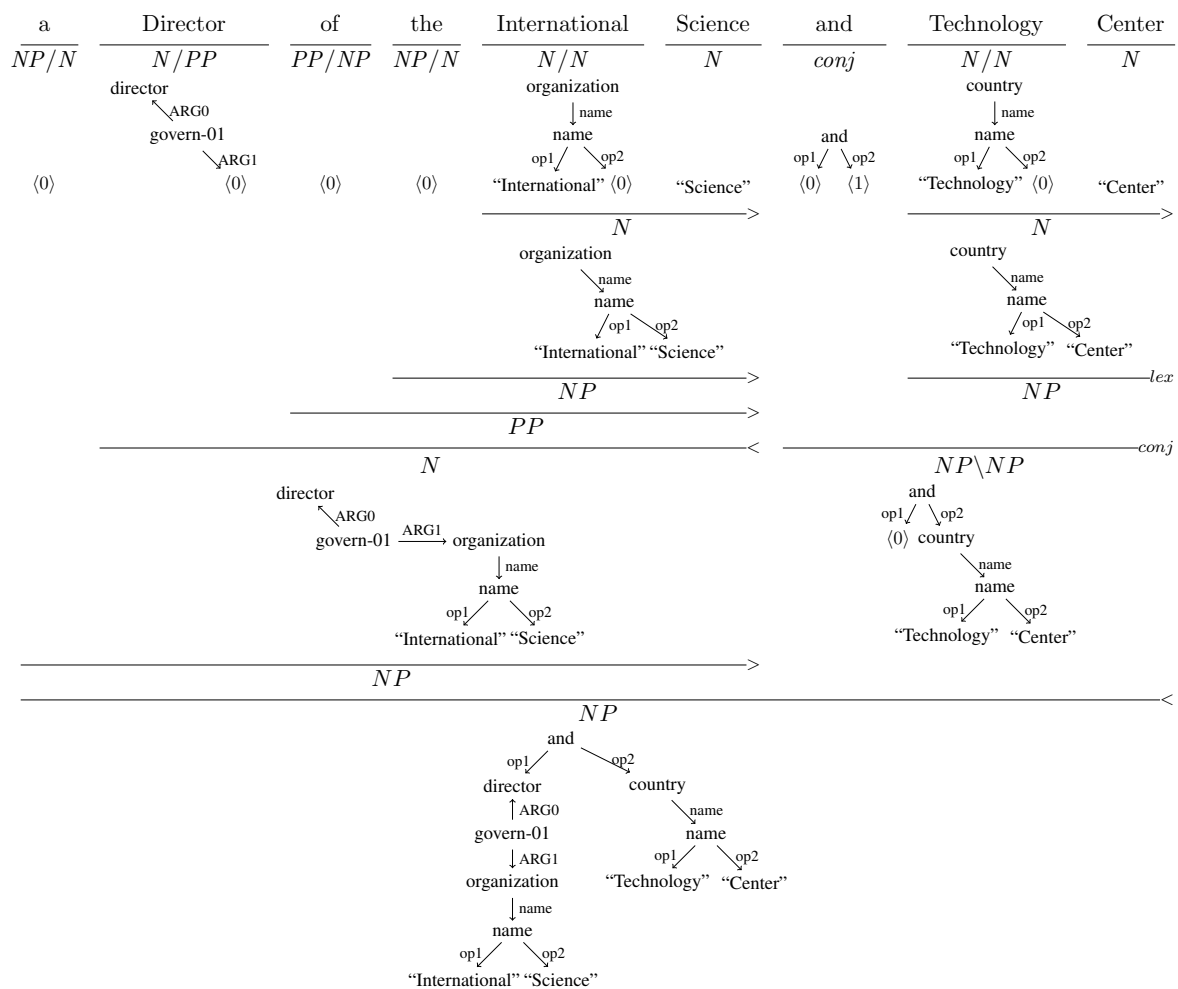 a Director of the International Science and Technology Center
NP/N N/PP PP/NP NP/N N/N N conj N/N N
director organization country
ARG0 name name
govern-01 name and name
ARG1 op1 op2 op1 op2 op1 op2
⟨0⟩ ⟨0⟩ ⟨0⟩ ⟨0⟩ “International” ⟨0⟩ “Science” ⟨0⟩ ⟨1⟩ “Technology” ⟨0⟩ “Center”
> >
N N
organization country
name name
name name
op1 op2 op1 op2
“International” “Science” “Technology” “Center”
> lex
NP NP
>
PP
< conj
N NP\NP
director and
ARG0 op1 op2
govern-01 ARG1 organization ⟨0⟩ country
name name
name name
op1 op2 op1 op2
“International” “Science” “Technology” “Center”
>
NP
<
NP
and
op1 op2
director country
ARG0 name
govern-01 name
ARG1 op1 op2
organization “Technology” “Center”
name
name
op1 op2
“International” “Science”